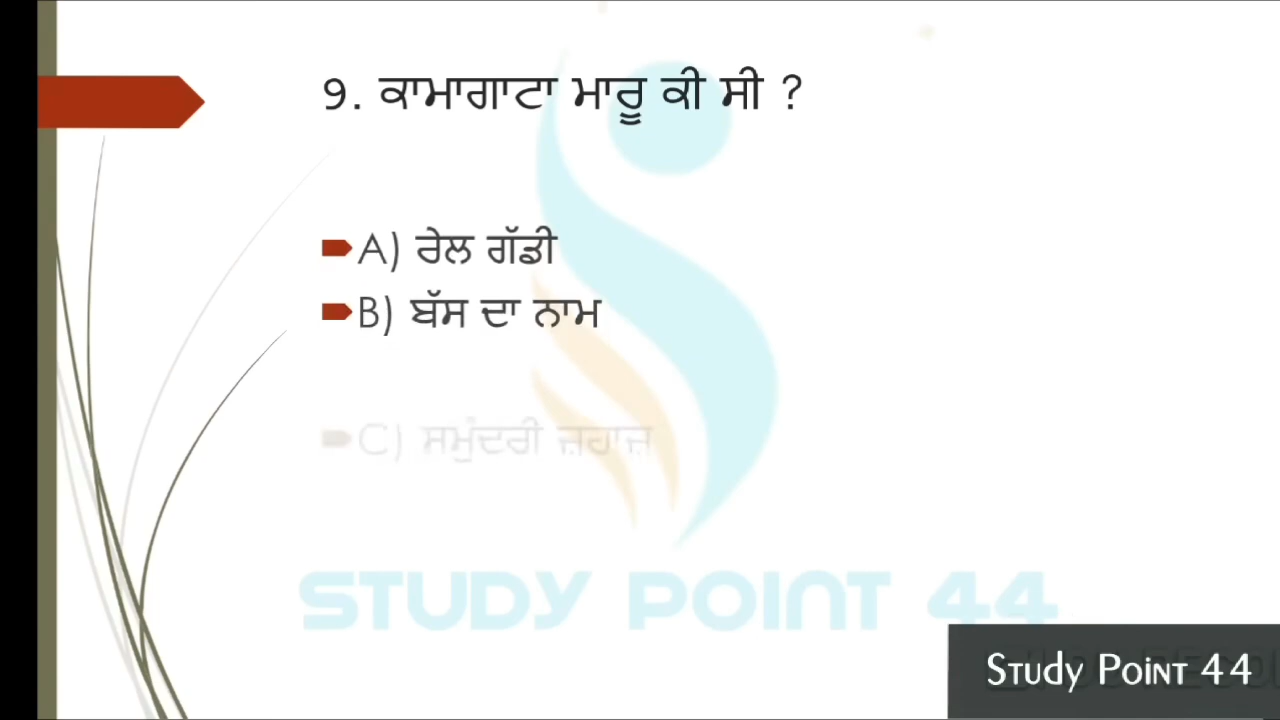 9. ਕਾਮਾਗਾਟਾ ਮਾਰੂ ਕੀ ਸੀ ?
A) ਰੇਲ ਗੱਡੀ
B) ਬੱਸ ਦਾ ਨਾਮ
C) ਸਮੁੰਦਰੀ ਜ਼ਹਾਜ਼
STUDY POINT 44
Study Point 44